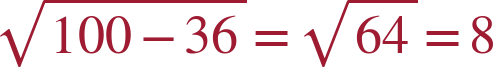 √100 − 36 = √64 = 8